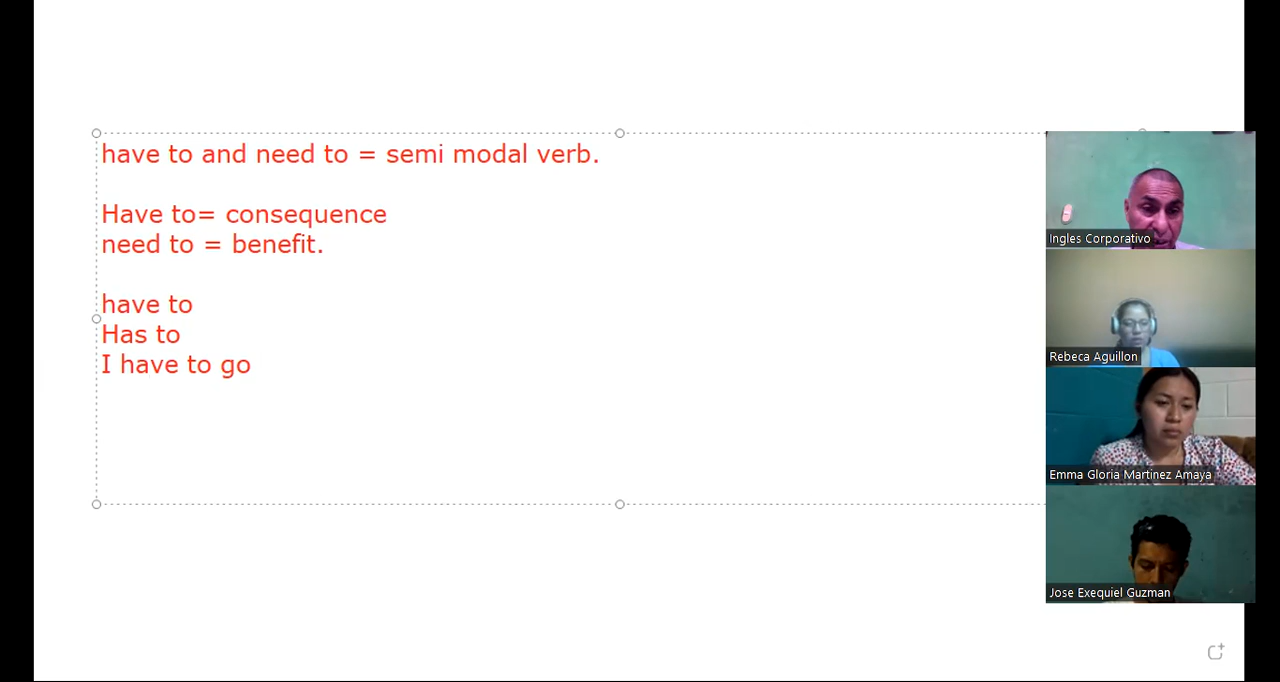 have to and need to = semi modal verb.
Have to= consequence
need to = benefit.
have to
Has to
I have to go
Ingles Corporativo
Rebeca Aguillon
Emma Gloria Martinez Amaya
Jose Exequiel Guzman